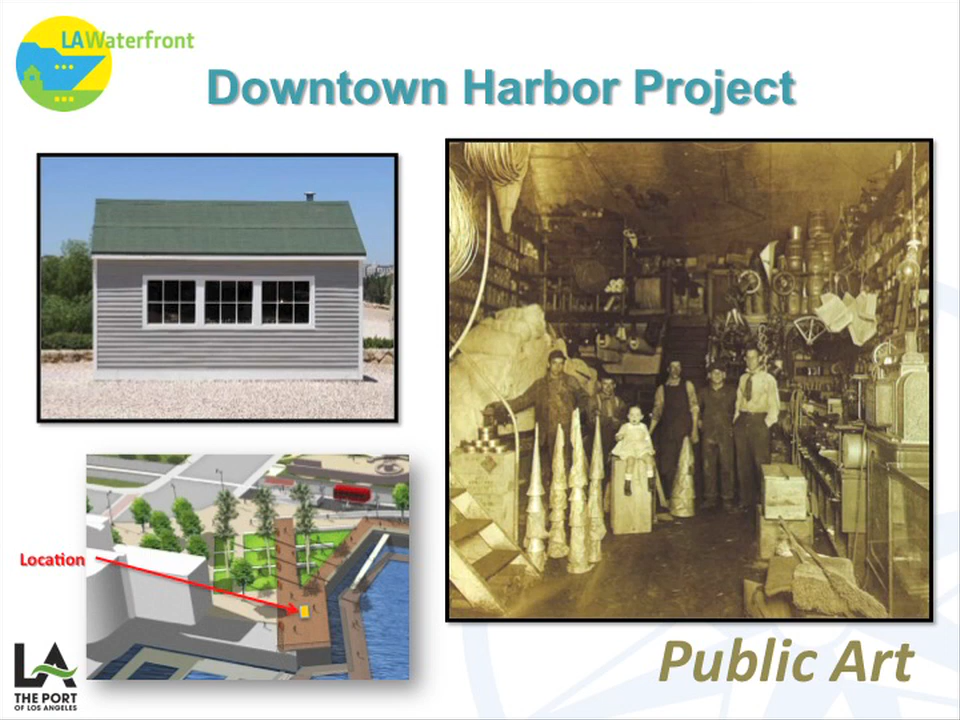 LAWaterfront
Downtown Harbor Project
Location
LA
THE PORT
OF LOS ANGELES
Public Art